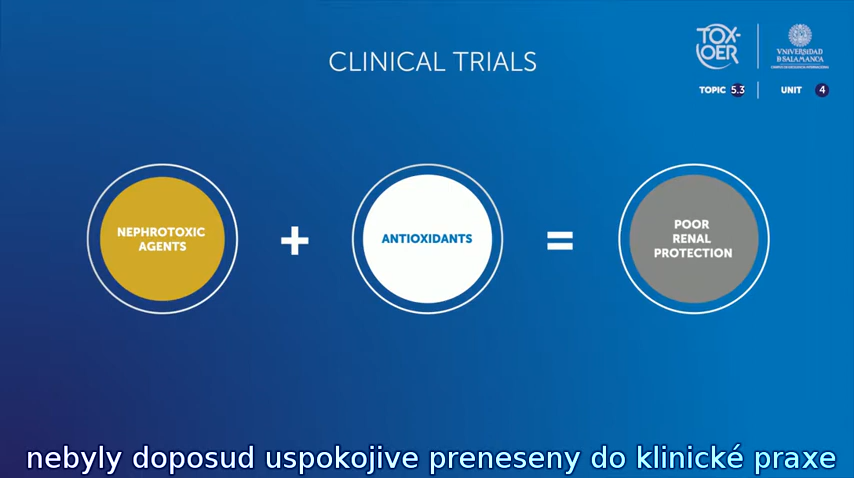 CLINICAL TRIALS
TOX-
OER
VNIVERSIDAD
D SALAMANCA
TOPIC 5.3
UNIT 4
NEPHROTOXIC
AGENTS
+
ANTIOXIDANTS
=
POOR
RENAL
PROTECTION
nebyly doposud uspokojive preneseny do klinické praxe